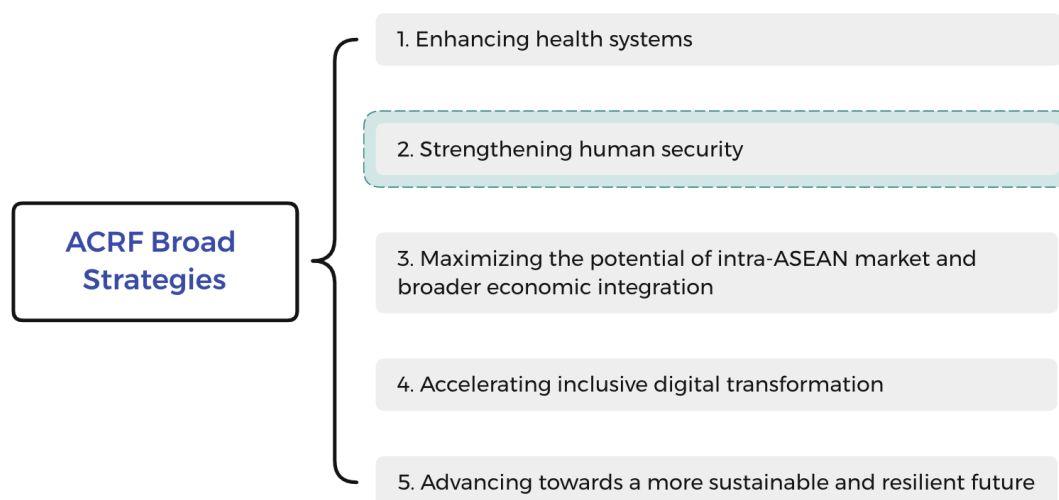 1. Enhancing health systems
2. Strengthening human security
ACRF Broad
Strategies
3. Maximizing the potential of intra-ASEAN market and
broader economic integration
4. Accelerating inclusive digital transformation
5. Advancing towards a more sustainable and resilient future